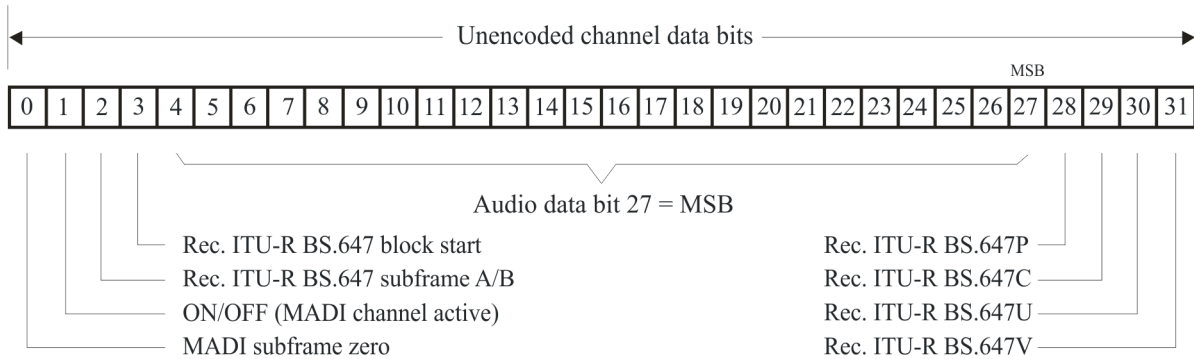 Unencoded channel data bits
MSB
0 1 2 3 4 5 6 7 8 9 10 11 12 13 14 15 16 17 18 19 20 21 22 23 24 25 26 27 28 29 30 31
Audio data bit 27 = MSB
Rec. ITU-R BS.647 block start
Rec. ITU-R BS.647 subframe A/B
ON/OFF (MADI channel active)
MADI subframe zero
Rec. ITU-R BS.647P
Rec. ITU-R BS.647C
Rec. ITU-R BS.647U
Rec. ITU-R BS.647V